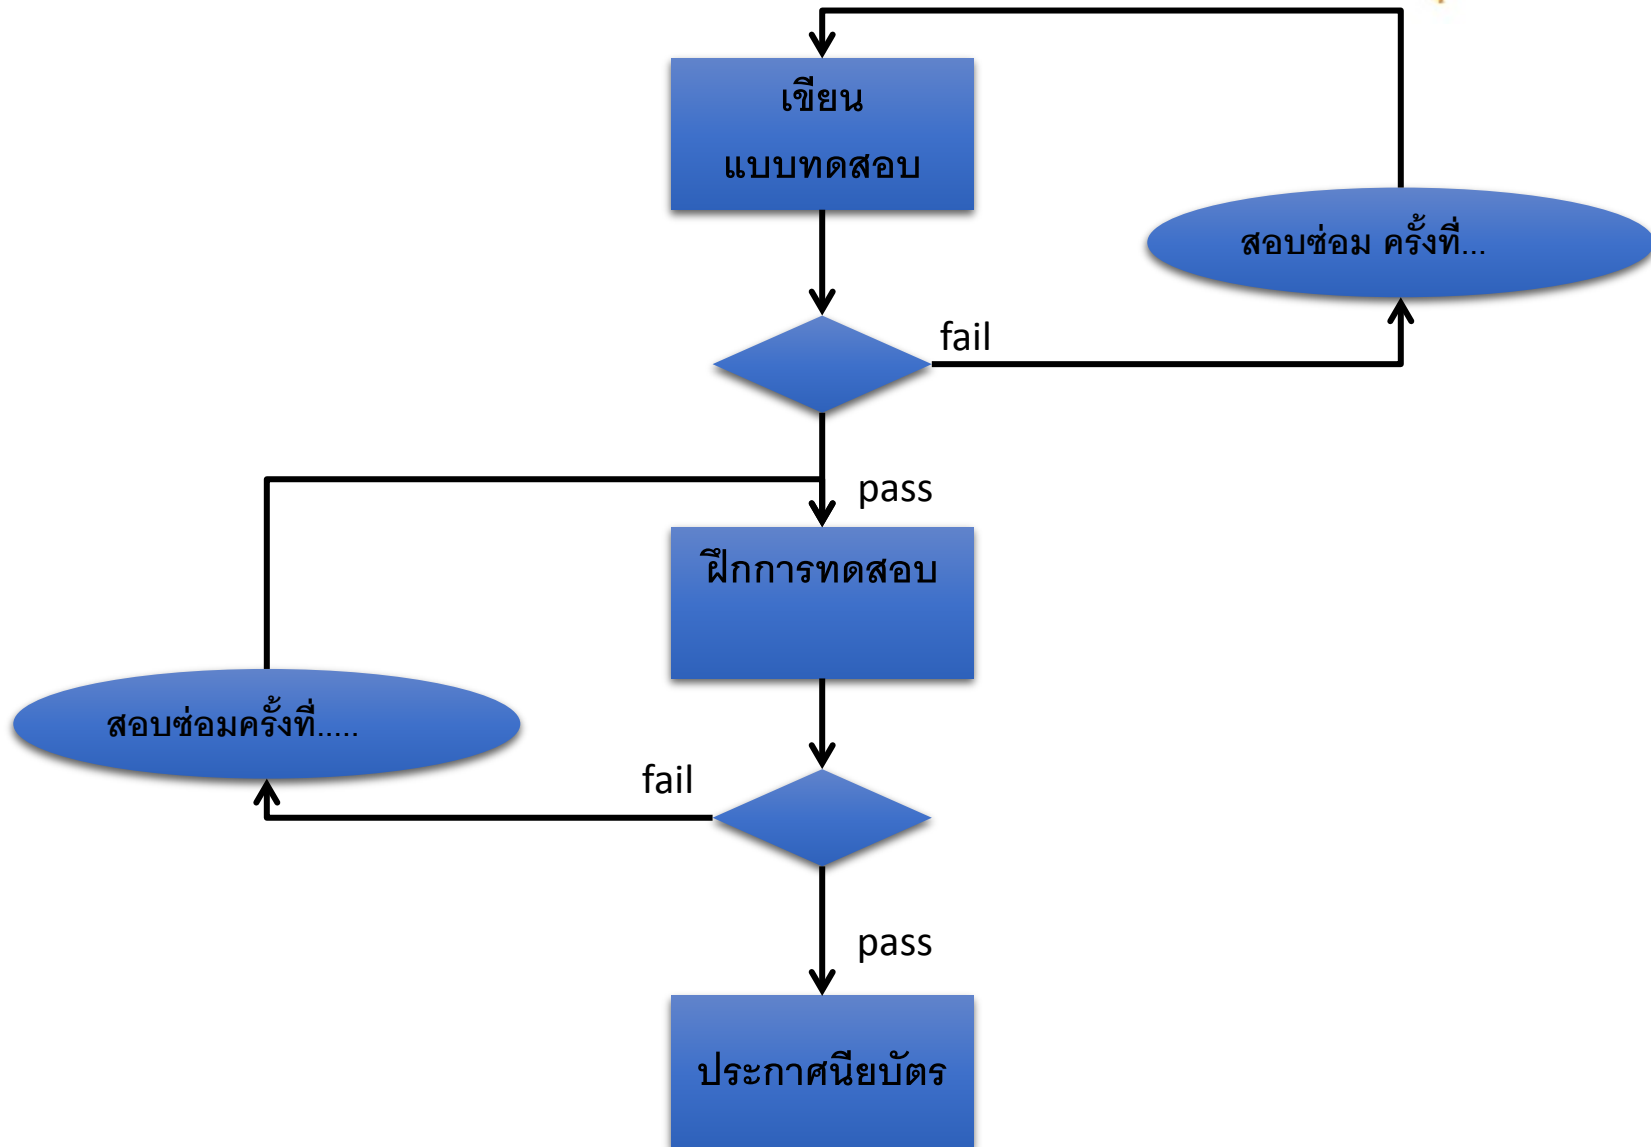 เขียน
แบบทดสอบ
สอบซ่อม ครั้งที่...
fail
pass
ฝึกการทดสอบ
สอบซ่อมครั้งที่.....
fail
pass
ประกาศนียบัตร